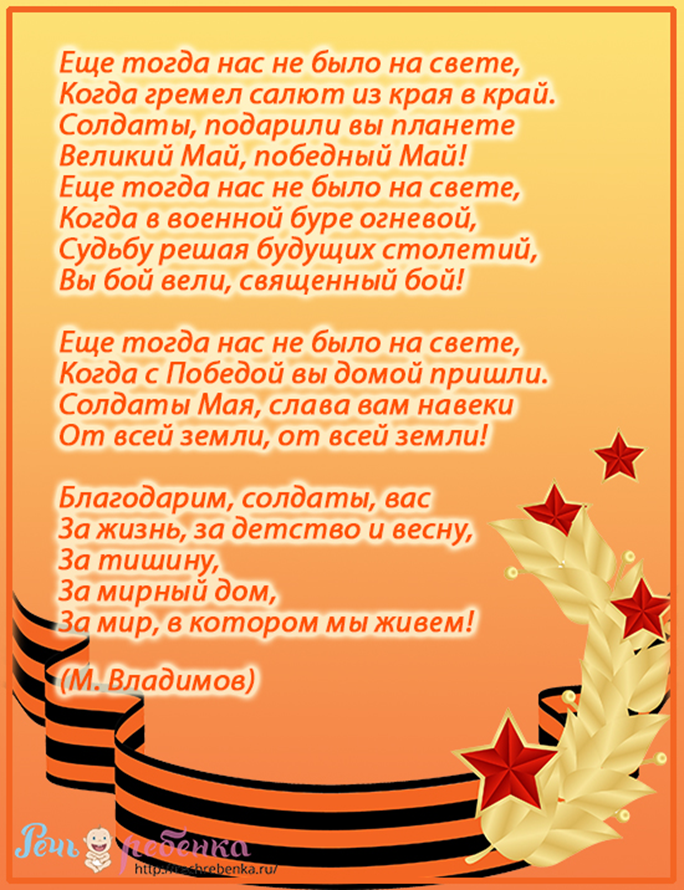 Еще тогда нас не было на свете,
Когда гремел салют из края в край.
Солдаты, подарили вы планете
Великий Май, победный Май!
Еще тогда нас не было на свете,
Когда в военной буре огневой,
Судьбу решая будущих столетий,
Вы бой вели, священный бой!
Еще тогда нас не было на свете,
Когда с Победой вы домой пришли.
Солдаты Мая, слава вам навеки
От всей земли, от всей земли!
Благодарим, солдаты, вас
За жизнь, за детство и весну,
За тишину,
За мирный дом,
За мир, в котором мы живем!
(М. Владимов)
Речь ребенка
http://rechrebenka.ru/